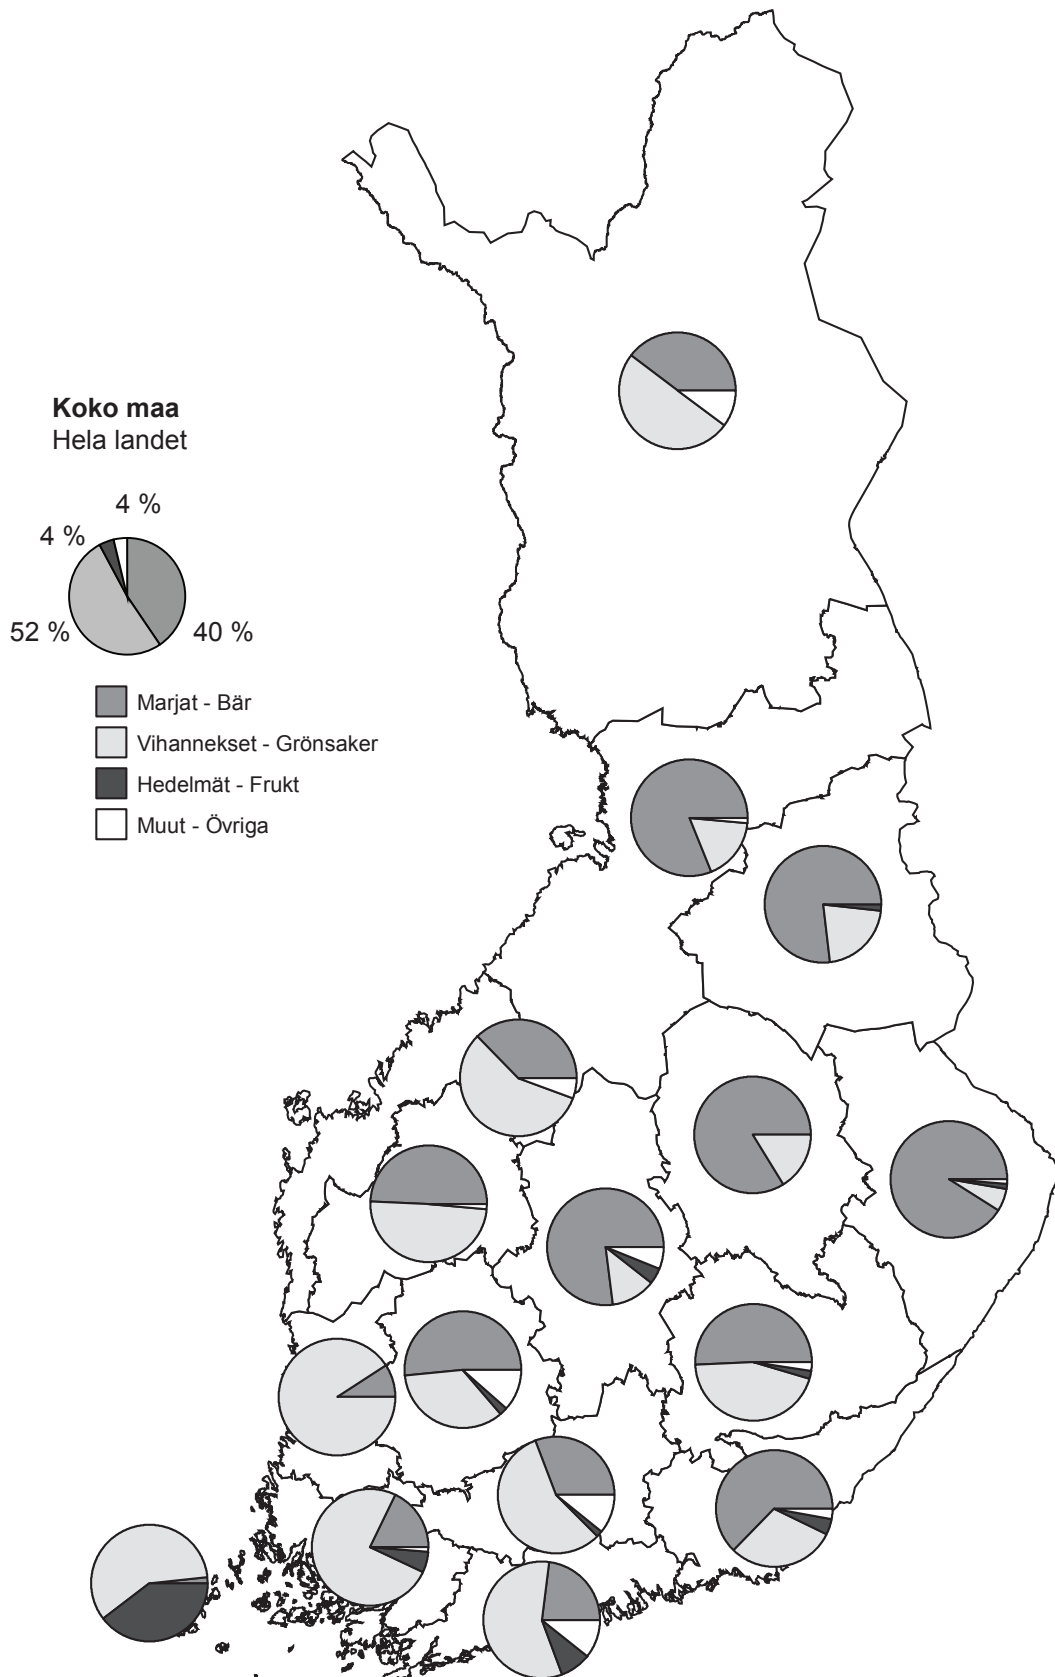 Koko maa
Hela landet
4 %
4 %
52 %
40 %
Marjat - Bär
Vihannekset - Grönsaker
Hedelmät - Frukt
Muut - Övriga